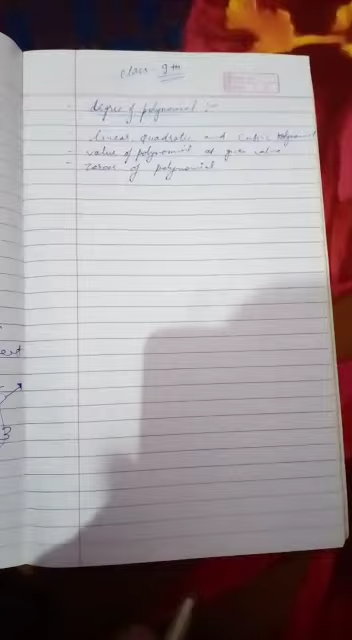 class 9th
- Degree of polynomial :-
linear, quadratic and cubic polynomial
- value of polynomial at given value
- Zeroes of polynomial
3